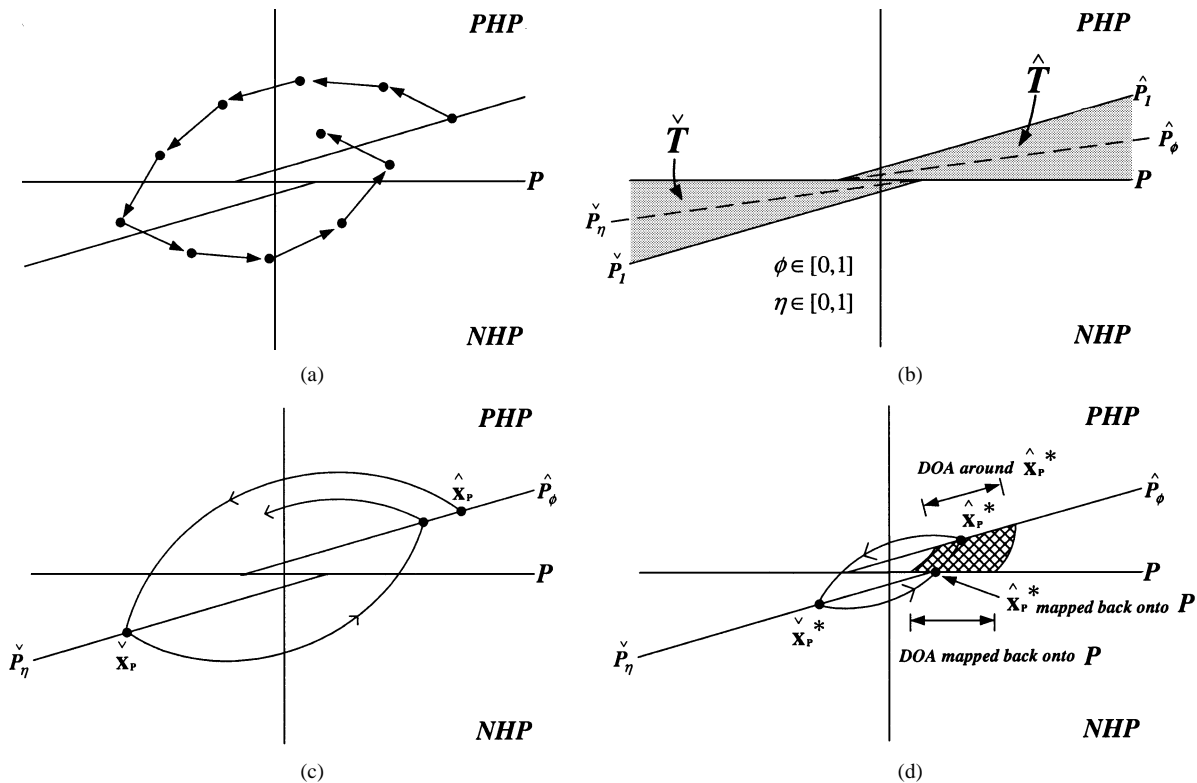 PHP
P
NHP
(a)
PHP
T̂
P̂₁
Ť
P̂ᵩ
P
P̌η
P̌₁
ϕ ∈ [0,1]
η ∈ [0,1]
NHP
(b)
PHP
x̂ₚ
P̂ᵩ
P
P̌η
x̌ₚ
NHP
(c)
PHP
DOA around x̂ₚ*
P̂ᵩ
x̂ₚ*
P
x̂ₚ* mapped back onto P
x̌ₚ*
P̌η
DOA mapped back onto P
NHP
(d)